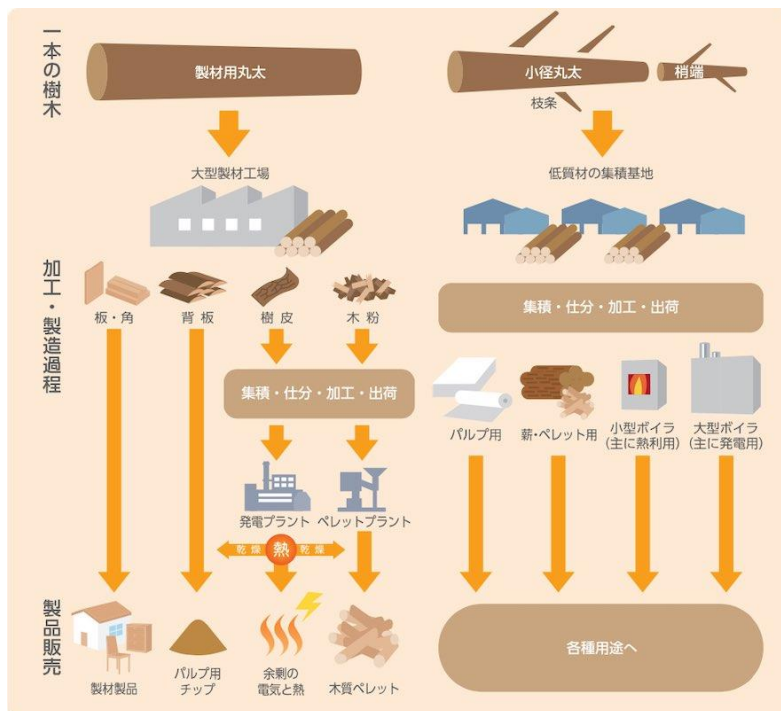 一本の樹木
製材用丸太
小径丸太
梢端
枝条
大型製材工場
低質材の集積基地
加工・製造過程
板・角
背板
樹皮
木粉
集積・仕分・加工・出荷
集積・仕分・加工・出荷
パルプ用
薪・ペレット用
小型ボイラ
(主に熱利用)
大型ボイラ
(主に発電用)
発電プラント
ペレットプラント
乾燥
熱
乾燥
製品販売
製材製品
パルプ用
チップ
余剰の
電気と熱
木質ペレット
各種用途へ